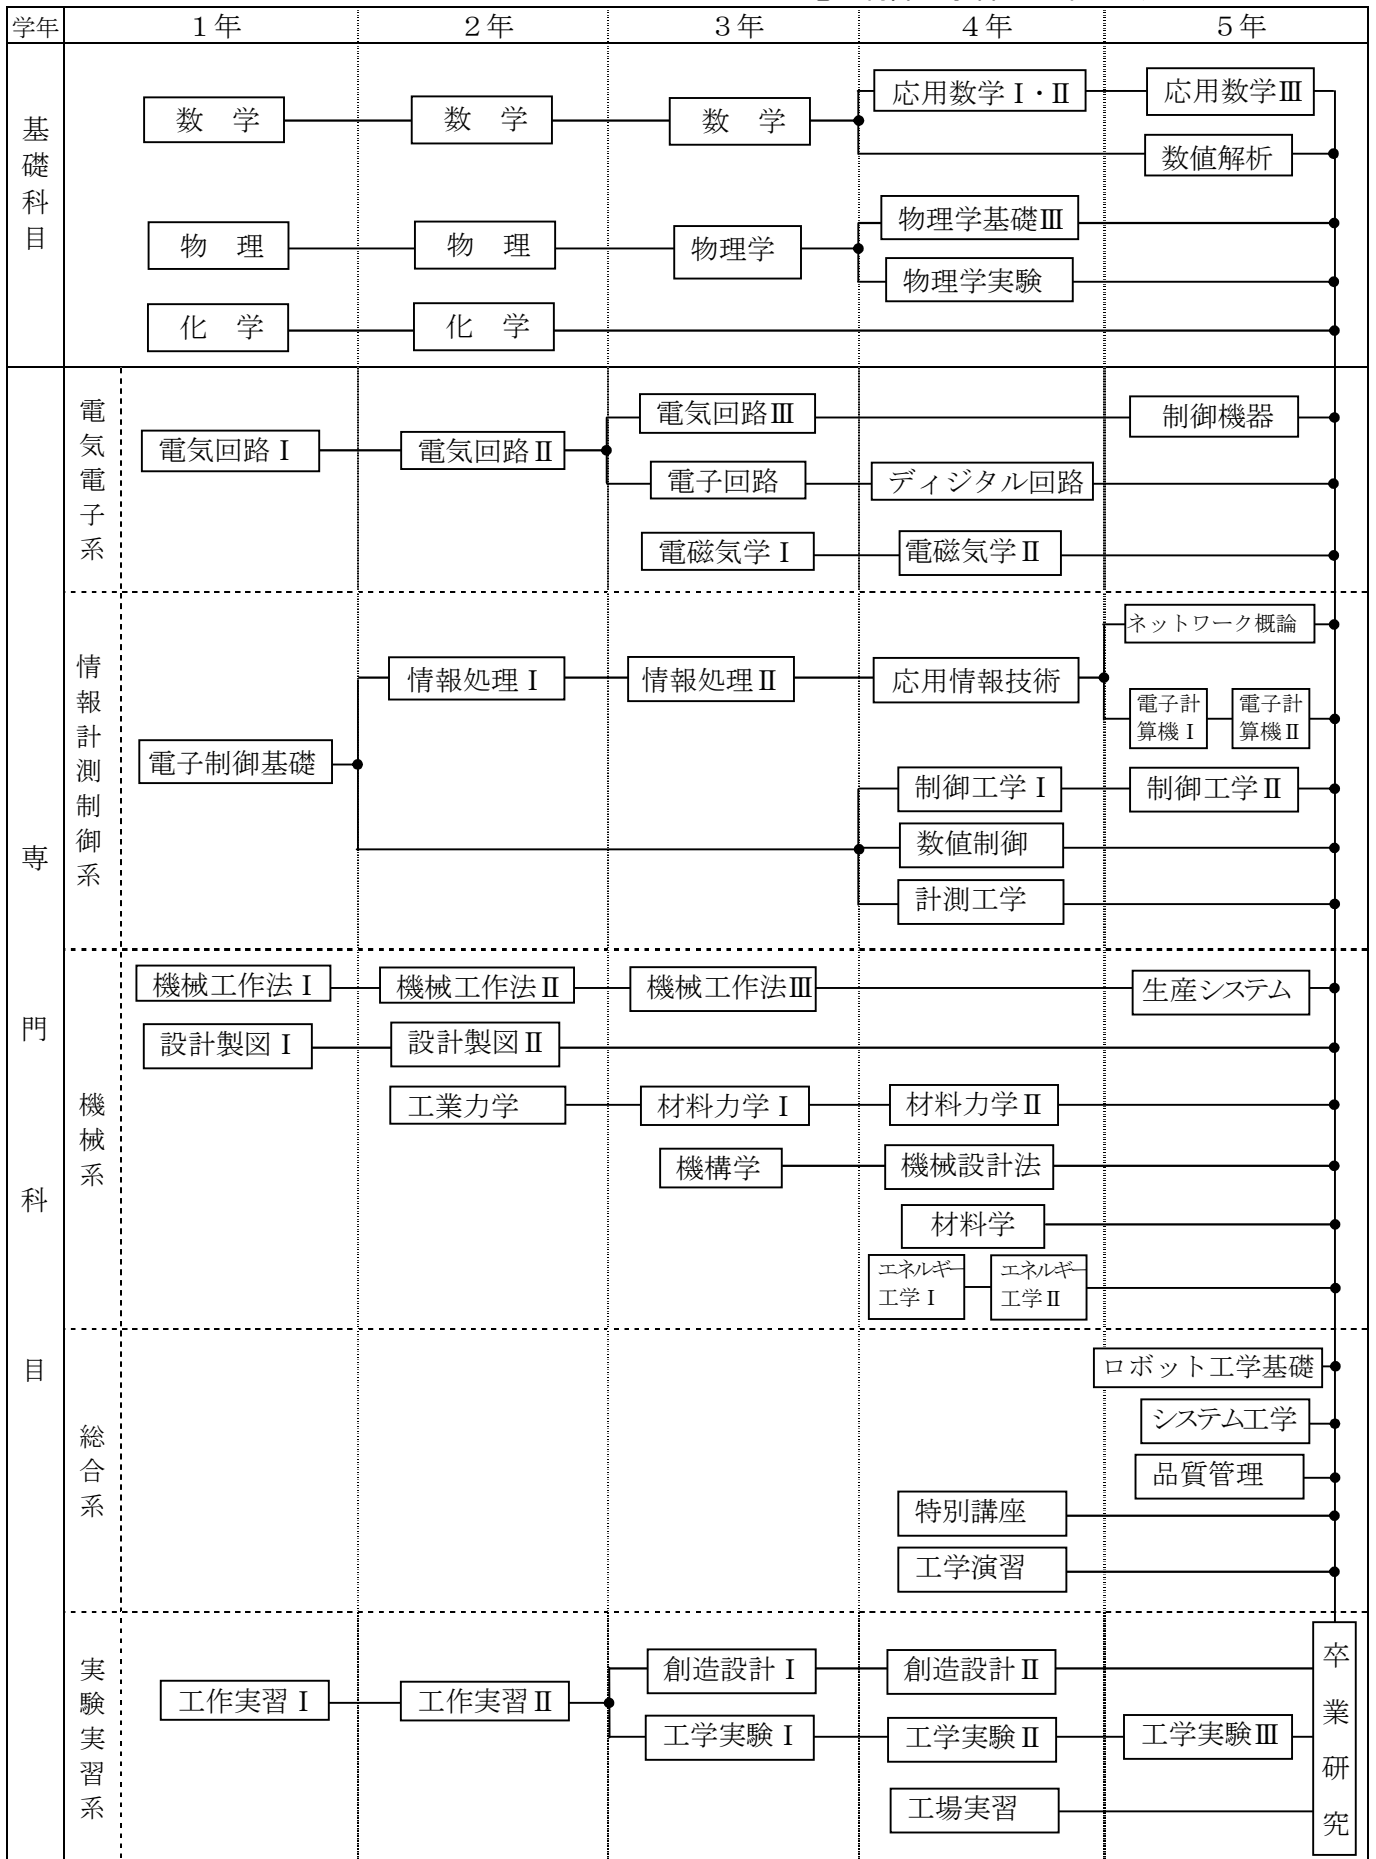 学年 1年 2年 3年 4年 5年
基礎科目
応用数学Ⅰ・Ⅱ 応用数学Ⅲ
数 学 数 学 数 学
数値解析
物理学基礎Ⅲ
物 理 物 理 物理学
物理学実験
化 学 化 学
専門科目
電気電子系
電気回路Ⅲ 制御機器
電気回路Ⅰ 電気回路Ⅱ
電子回路 ディジタル回路
電磁気学Ⅰ 電磁気学Ⅱ
情報計測制御系
ネットワーク概論
情報処理Ⅰ 情報処理Ⅱ 応用情報技術
電子計 電子計
算機Ⅰ 算機Ⅱ
電子制御基礎
制御工学Ⅰ 制御工学Ⅱ
数値制御
計測工学
機械系
機械工作法Ⅰ 機械工作法Ⅱ 機械工作法Ⅲ 生産システム
設計製図Ⅰ 設計製図Ⅱ
工業力学 材料力学Ⅰ 材料力学Ⅱ
機構学 機械設計法
材料学
エネルギー エネルギー
工学Ⅰ 工学Ⅱ
総合系
ロボット工学基礎
システム工学
品質管理
特別講座
工学演習
実験実習系
創造設計Ⅰ 創造設計Ⅱ
工作実習Ⅰ 工作実習Ⅱ
工学実験Ⅰ 工学実験Ⅱ 工学実験Ⅲ
工場実習
卒業研究